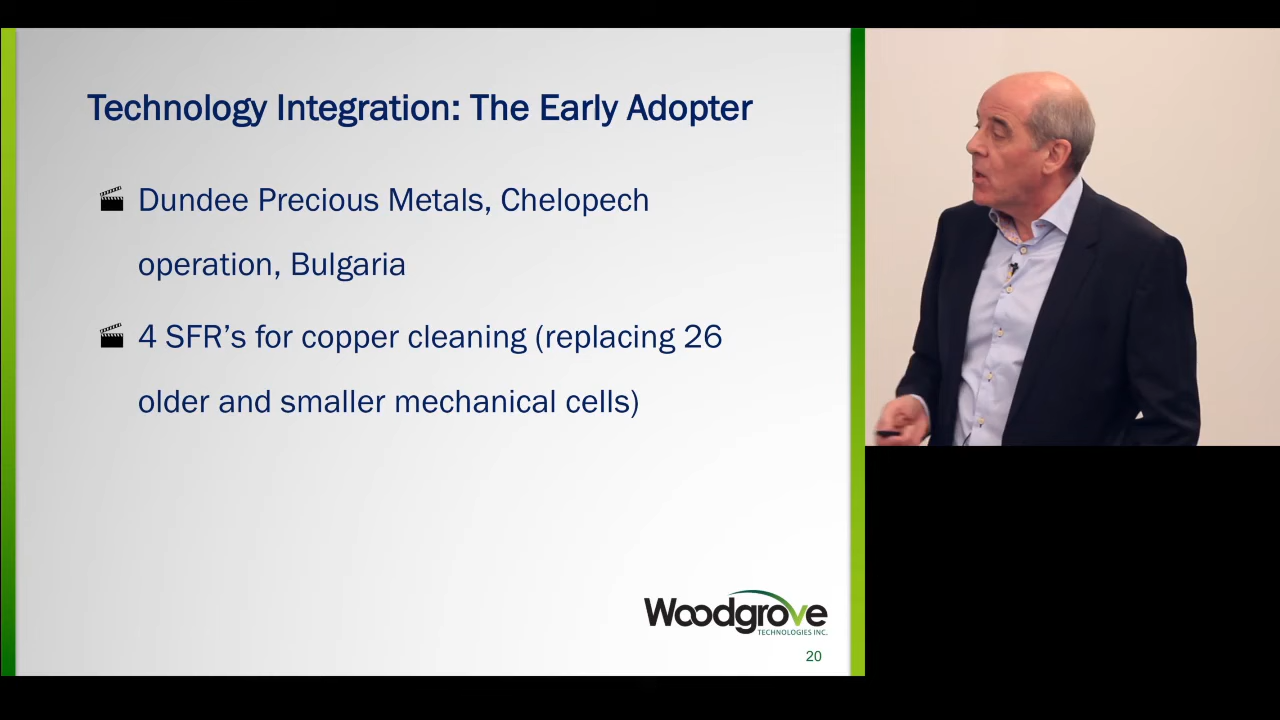 Technology Integration: The Early Adopter
Dundee Precious Metals, Chelopech
operation, Bulgaria
4 SFR’s for copper cleaning (replacing 26
older and smaller mechanical cells)
Woodgrove
TECHNOLOGIES INC.
20